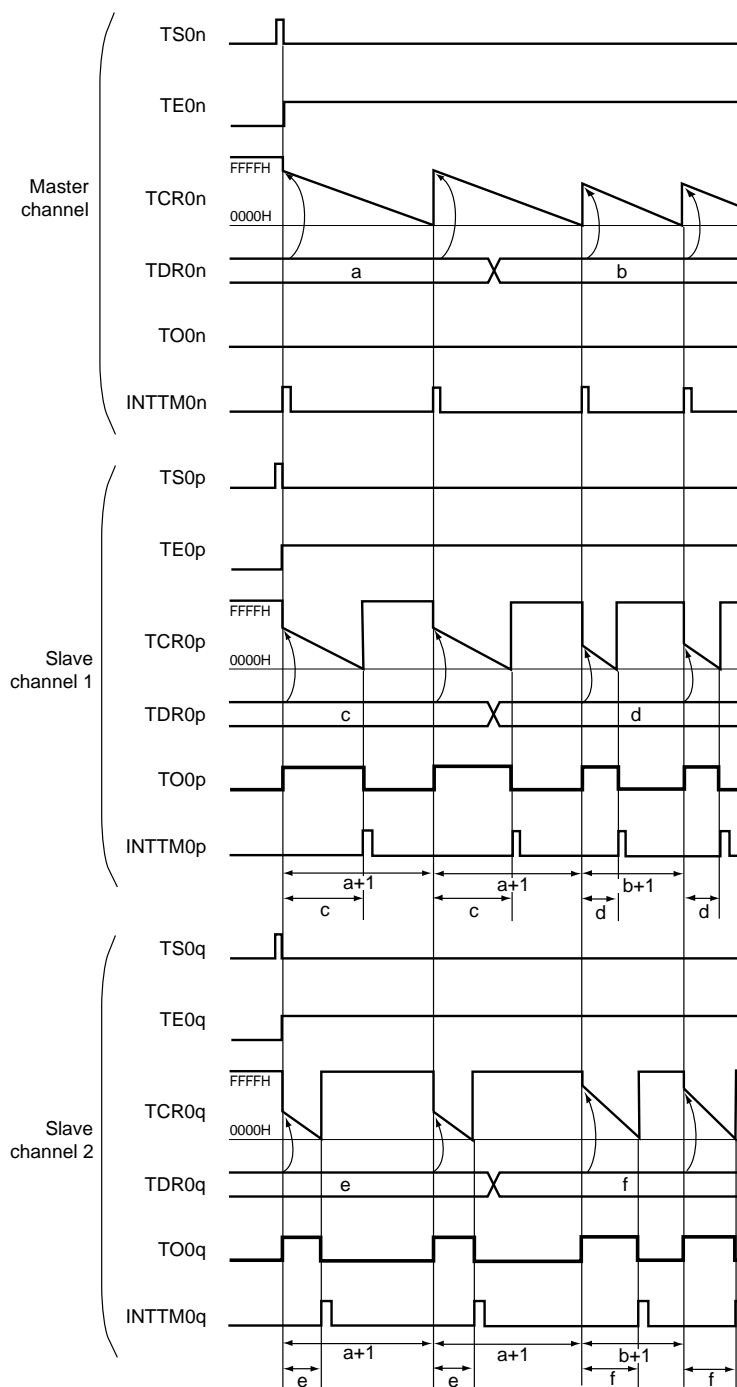 TS0n
TE0n
FFFFH
Master
channel
TCR0n
0000H
TDR0n
a
b
TO0n
INTTM0n
TS0p
TE0p
FFFFH
Slave
channel 1
TCR0p
0000H
TDR0p
c
d
TO0p
INTTM0p
a+1
a+1
b+1
c
c
d
d
TS0q
TE0q
FFFFH
Slave
channel 2
TCR0q
0000H
TDR0q
e
f
TO0q
INTTM0q
a+1
a+1
b+1
e
e
f
f